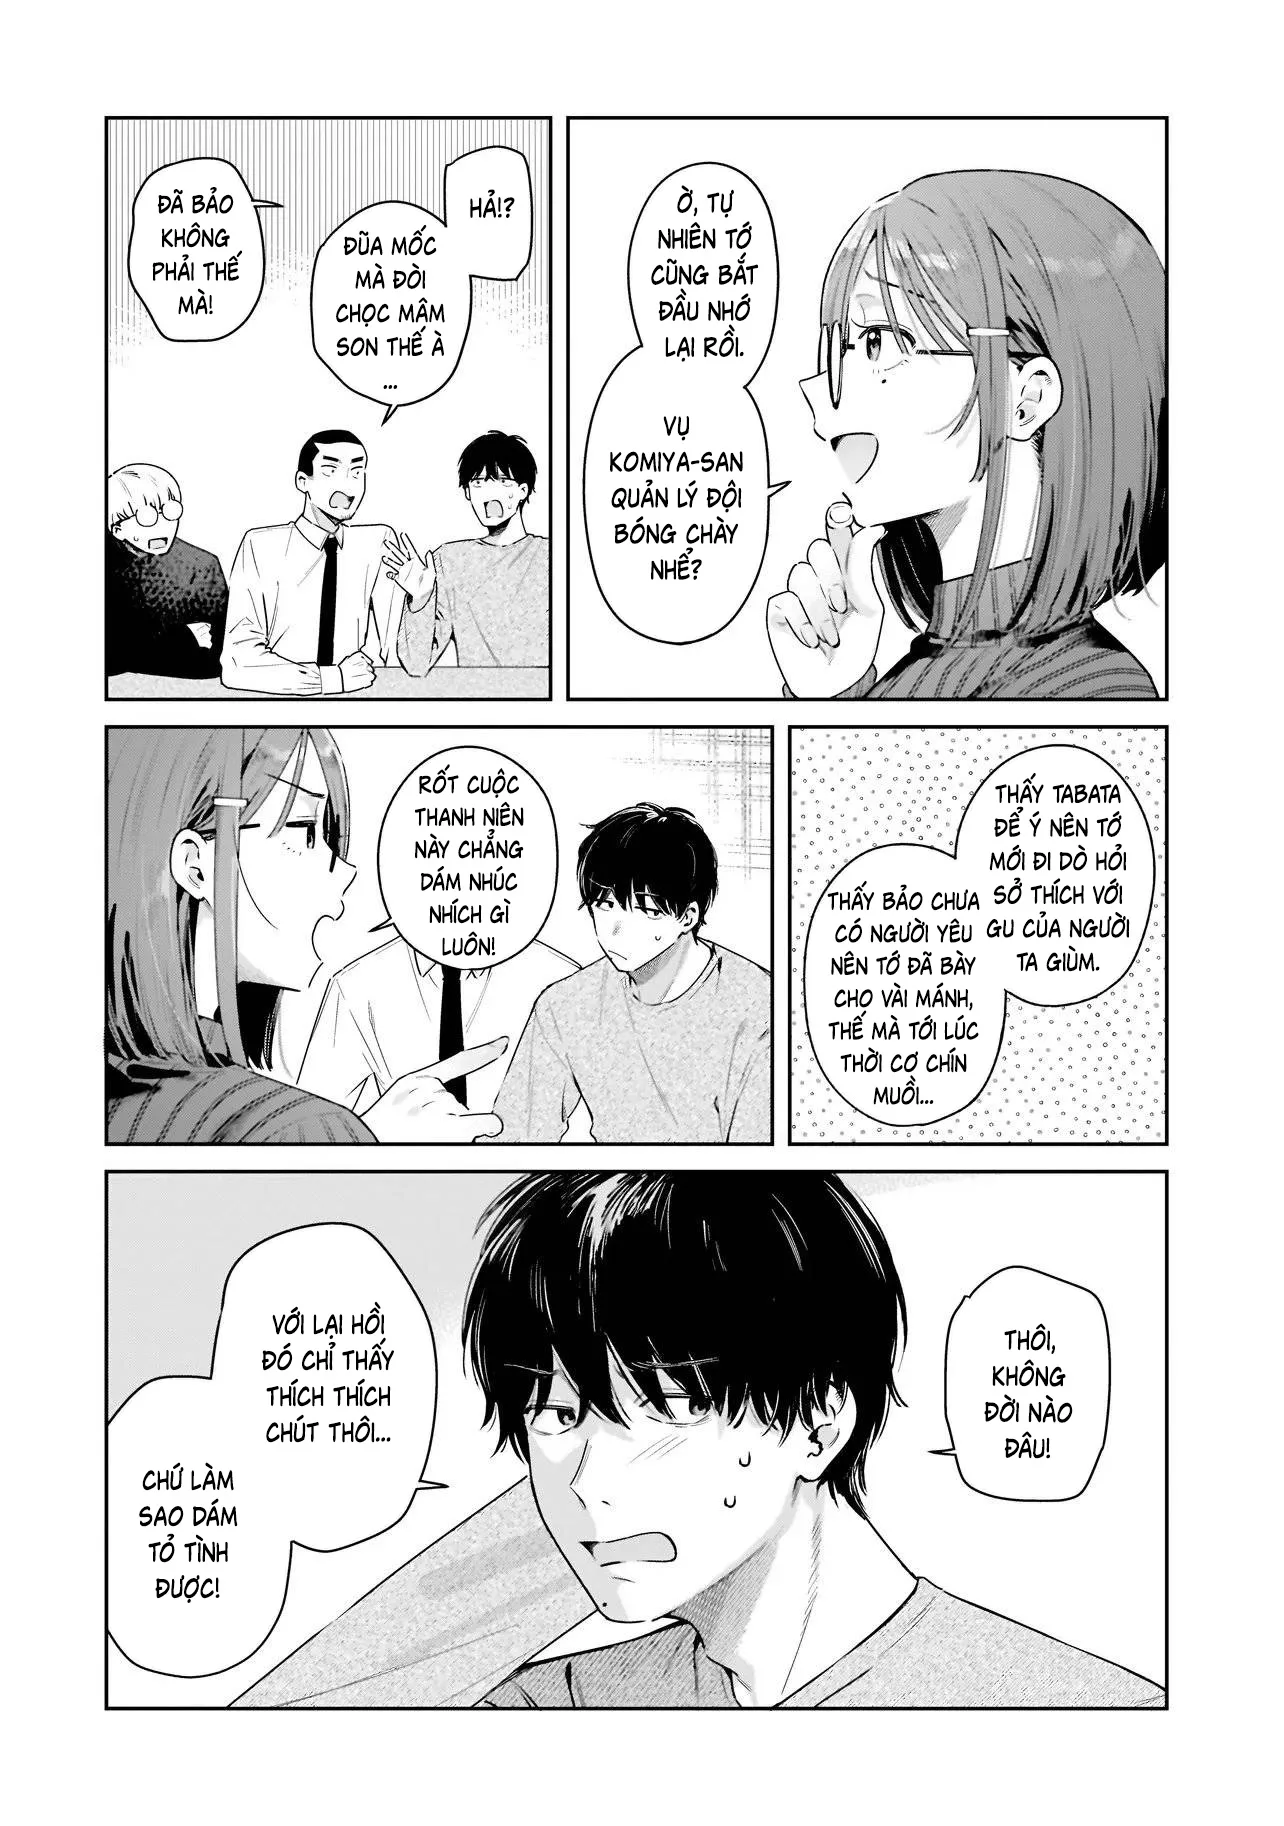 Ờ, TỰ
NHIÊN TỚ
CŨNG BẮT
ĐẦU NHỚ
LẠI RỒI.
VỤ
KOMIYA-SAN
QUẢN LÝ ĐỘI
BÓNG CHÀY
NHỂ?
HẢ!?
ĐŨA MỐC
MÀ ĐÒI
CHỌC MÂM
SON THẾ À
...
ĐÃ BẢO
KHÔNG
PHẢI THẾ
MÀ!
THẤY TABATA
ĐỂ Ý NÊN TỚ
MỚI ĐI DÒ HỎI
SỞ THÍCH VỚI
GU CỦA NGƯỜI
TA GIÙM.
THẤY BẢO CHƯA
CÓ NGƯỜI YÊU
NÊN TỚ ĐÃ BÀY
CHO VÀI MÁNH,
THẾ MÀ TỚI LÚC
THỜI CƠ CHÍN
MUỒI...
RỐT CUỘC
THANH NIÊN
NÀY CHẲNG
DÁM NHÚC
NHÍCH GÌ
LUÔN!
THÔI,
KHÔNG
ĐỜI NÀO
ĐÂU!
VỚI LẠI HỒI
ĐÓ CHỈ THẤY
THÍCH THÍCH
CHÚT THÔI...
CHỨ LÀM
SAO DÁM
TỎ TÌNH
ĐƯỢC!